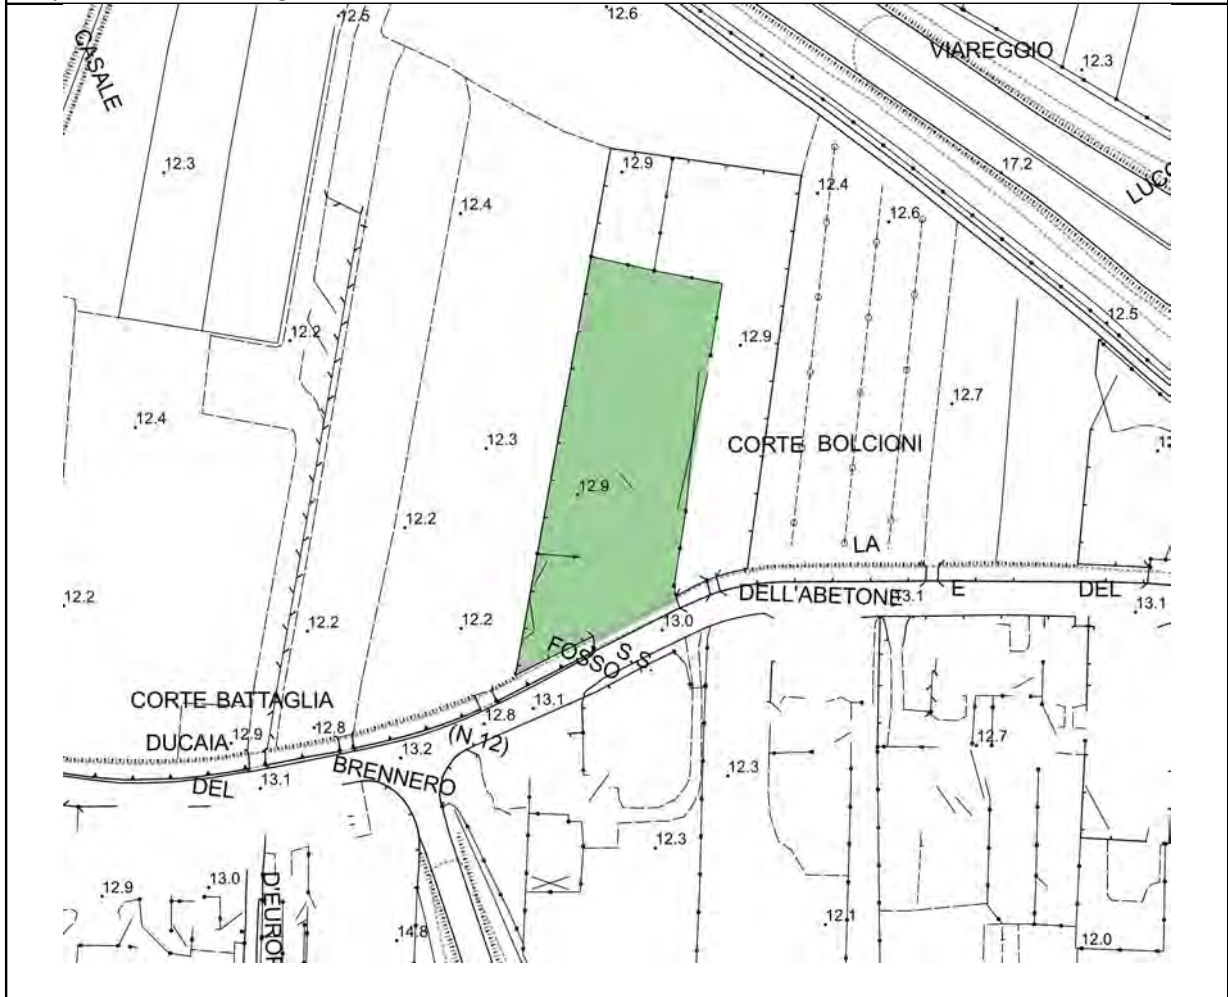 12.5
12.6
CASALE
VIAREGGIO
12.3
12.3
12.9
17.2
12.4
12.4
12.6
12.5
12.2
12.9
12.7
12.4
12.3
CORTE BOLCIONI
12.9
12.2
LA
12.2
12.2
12.2
DELL'ABETONE
13.1
E
DEL
13.1
13.0
FOSSO
S.S.
CORTE BATTAGLIA
12.9
12.8
12.8
13.1
DUCAIA
(N.12)
12.7
13.2
BRENNERO
13.1
DEL
12.3
12.3
12.9
13.0
D'EUROP
14.8
12.1
12.0